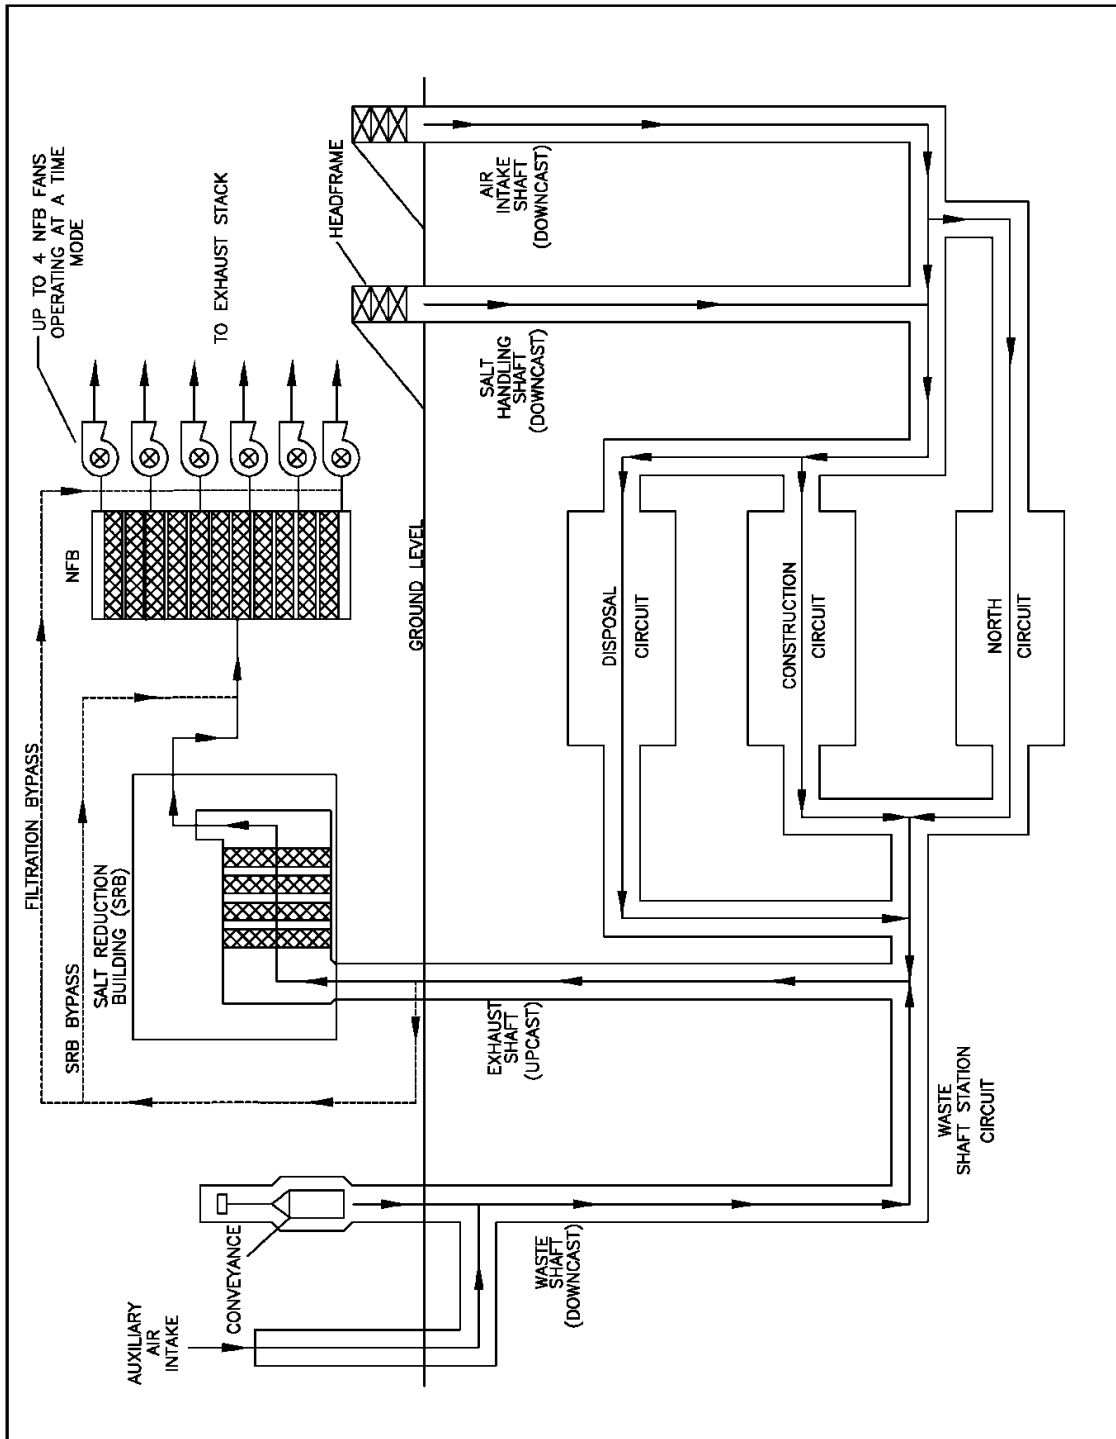 UP TO 4 NFB FANS
OPERATING AT A TIME
MODE
TO EXHAUST STACK
HEADFRAME
NFB
FILTRATION BYPASS
SRB BYPASS
SALT REDUCTION
BUILDING (SRB)
GROUND LEVEL
CONVEYANCE
AUXILIARY
AIR
INTAKE
WASTE
SHAFT
(DOWNCAST)
EXHAUST
SHAFT
(UPCAST)
SALT
HANDLING
SHAFT
(DOWNCAST)
AIR
INTAKE
SHAFT
(DOWNCAST)
DISPOSAL
CIRCUIT
CONSTRUCTION
CIRCUIT
NORTH
CIRCUIT
WASTE
SHAFT STATION
CIRCUIT